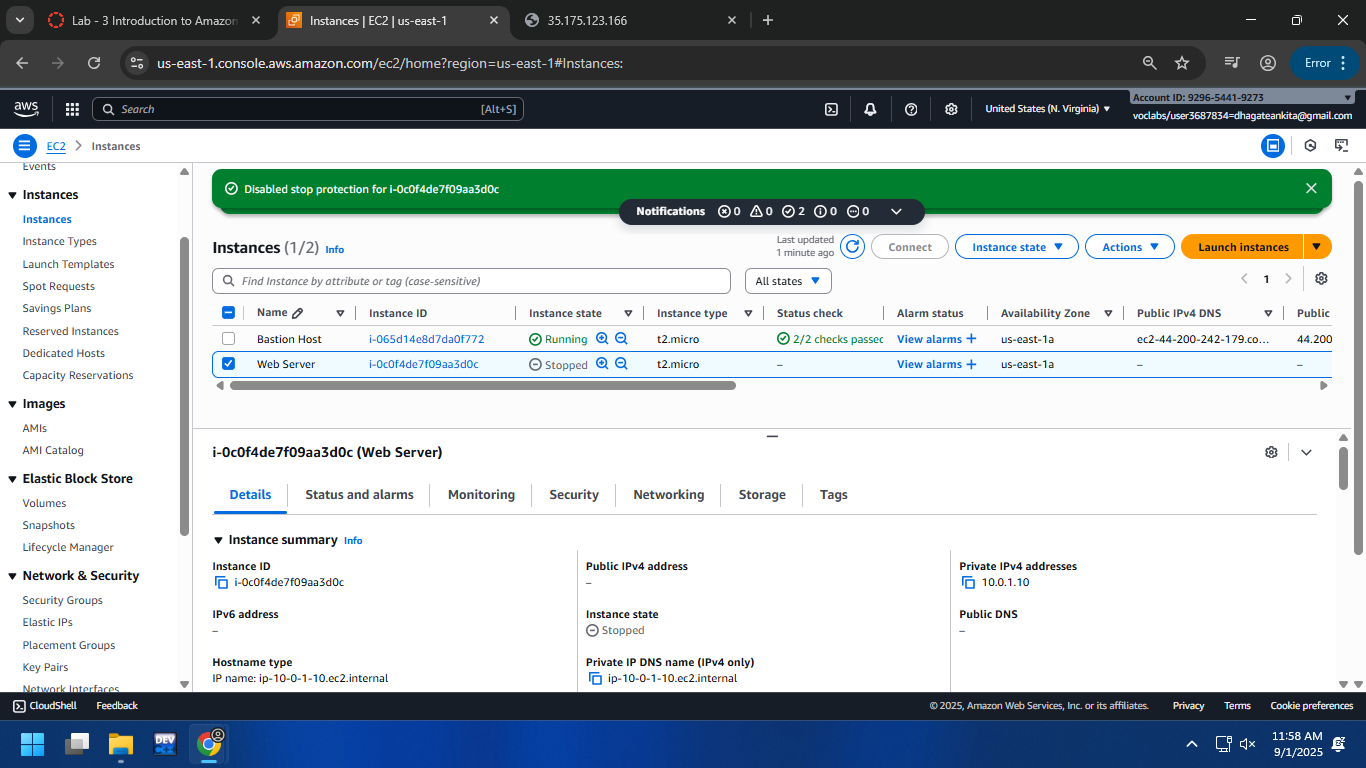 Lab - 3 Introduction to Amazon
Instances | EC2 | us-east-1
35.175.123.166
us-east-1.console.aws.amazon.com/ec2/home?region=us-east-1#Instances:
Error
aws
Search
[Alt+S]
United States (N. Virginia)
Account ID: 9296-5441-9273
voclabs/user3687834=dhagateankita@gmail.com
EC2
Instances
Events
Instances
Instances
Instance Types
Launch Templates
Spot Requests
Savings Plans
Reserved Instances
Dedicated Hosts
Capacity Reservations
Images
AMIs
AMI Catalog
Elastic Block Store
Volumes
Snapshots
Lifecycle Manager
Network & Security
Security Groups
Elastic IPs
Placement Groups
Key Pairs
Network Interfaces
Disabled stop protection for i-0c0f4de7f09aa3d0c
Notifications 0 0 2 0 0
Instances (1/2) Info
Last updated
1 minute ago
Connect
Instance state
Actions
Launch instances
Find Instance by attribute or tag (case-sensitive)
All states
1
Name Instance ID Instance state Instance type Status check Alarm status Availability Zone Public IPv4 DNS Public
Bastion Host i-065d14e8d7da0f772 Running t2.micro 2/2 checks passed View alarms + us-east-1a ec2-44-200-242-179.co... 44.200
Web Server i-0c0f4de7f09aa3d0c Stopped t2.micro – View alarms + us-east-1a – –
i-0c0f4de7f09aa3d0c (Web Server)
Details Status and alarms Monitoring Security Networking Storage Tags
Instance summary Info
Instance ID
i-0c0f4de7f09aa3d0c
Public IPv4 address
–
Private IPv4 addresses
10.0.1.10
IPv6 address
–
Instance state
Stopped
Public DNS
–
Hostname type
IP name: ip-10-0-1-10.ec2.internal
Private IP DNS name (IPv4 only)
ip-10-0-1-10.ec2.internal
CloudShell
Feedback
© 2025, Amazon Web Services, Inc. or its affiliates.
Privacy
Terms
Cookie preferences
DEV
11:58 AM
9/1/2025